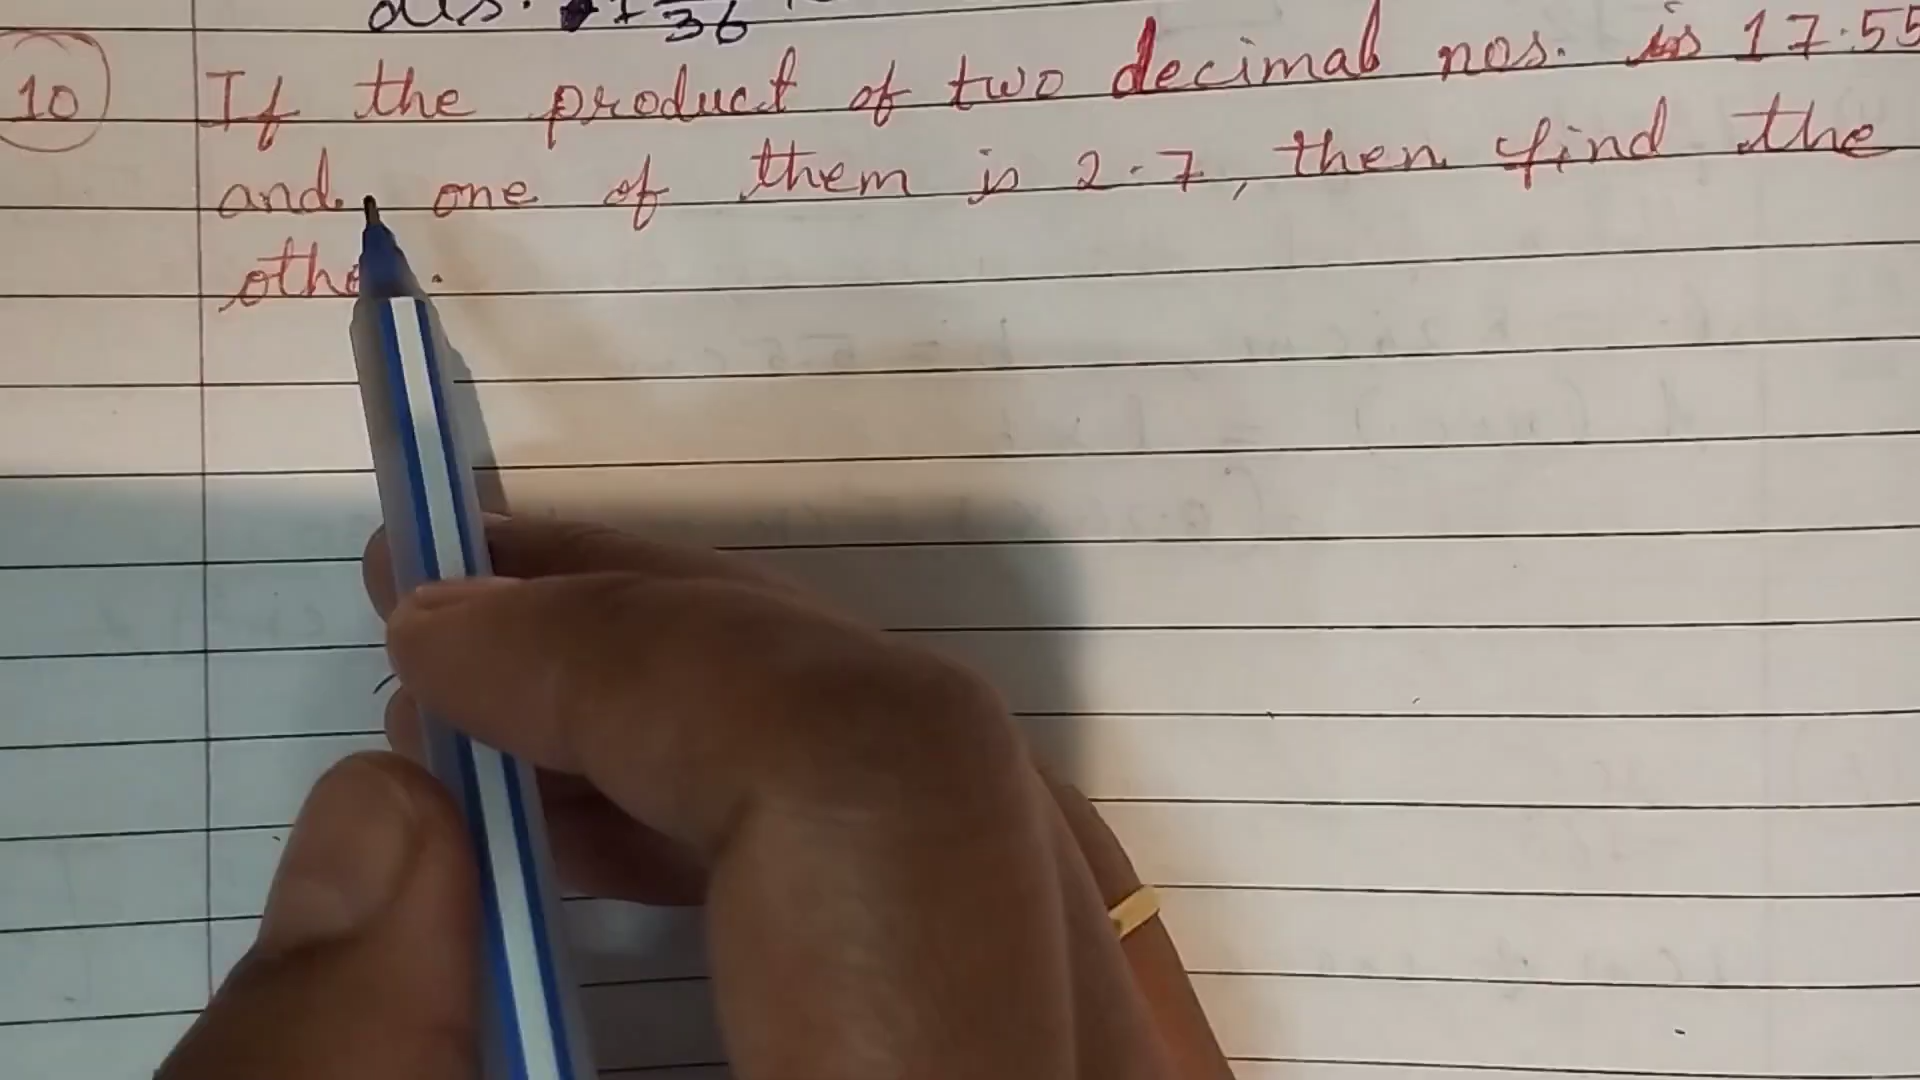 36
10 If the product of two decimal nos. is 17.55
and one of them is 2.7, then find the